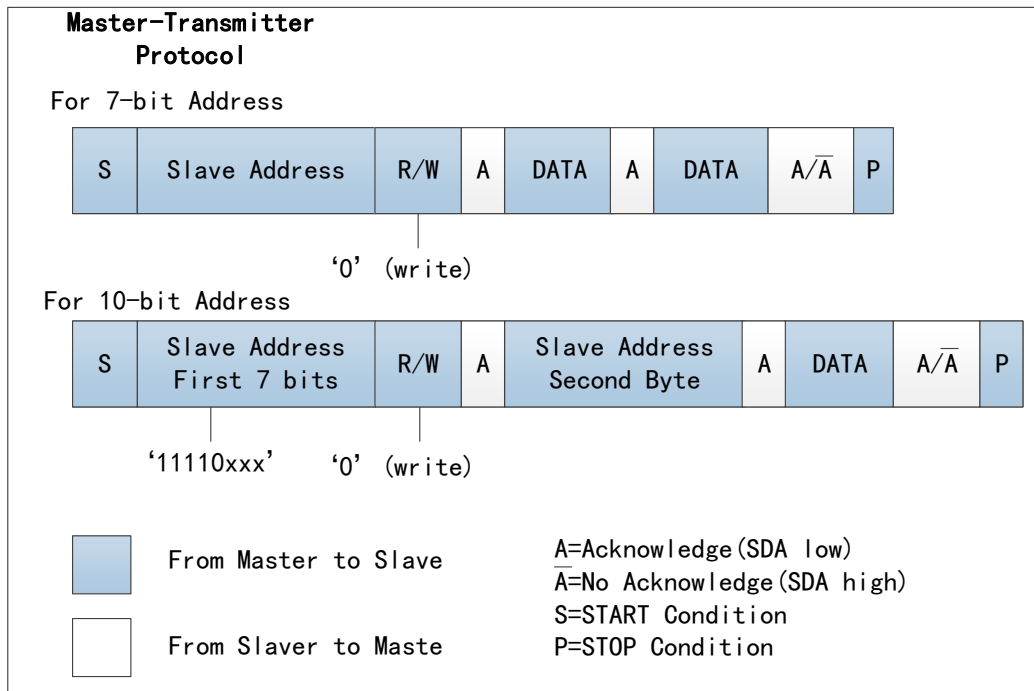 Master-Transmitter
Protocol
For 7-bit Address
S Slave Address R/W A DATA A DATA A/A̅ P
‘0’ (write)
For 10-bit Address
S Slave Address First 7 bits R/W A Slave Address Second Byte A DATA A/A̅ P
‘11110xxx’ ‘0’ (write)
From Master to Slave
From Slaver to Maste
A=Acknowledge(SDA low)
A̅=No Acknowledge(SDA high)
S=START Condition
P=STOP Condition